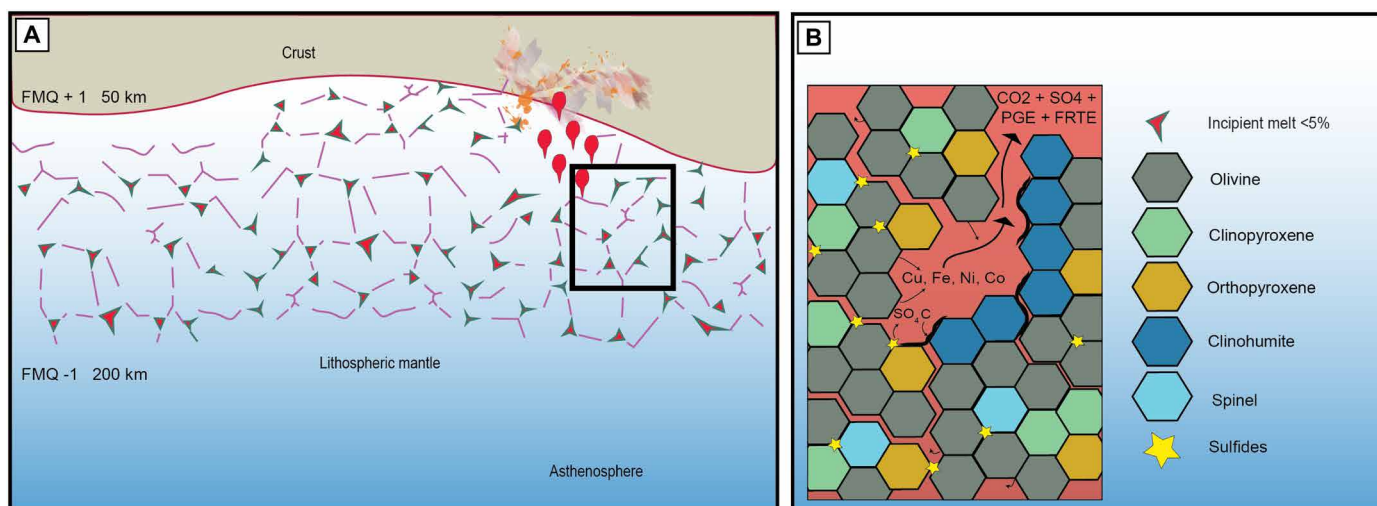 A
Crust
FMQ + 1 50 km
Lithospheric mantle
FMQ -1 200 km
Asthenosphere
B
CO2 + SO4 +
PGE + FRTE
Cu, Fe, Ni, Co
SO4 C
Incipient melt <5%
Olivine
Clinopyroxene
Orthopyroxene
Clinohumite
Spinel
Sulfides